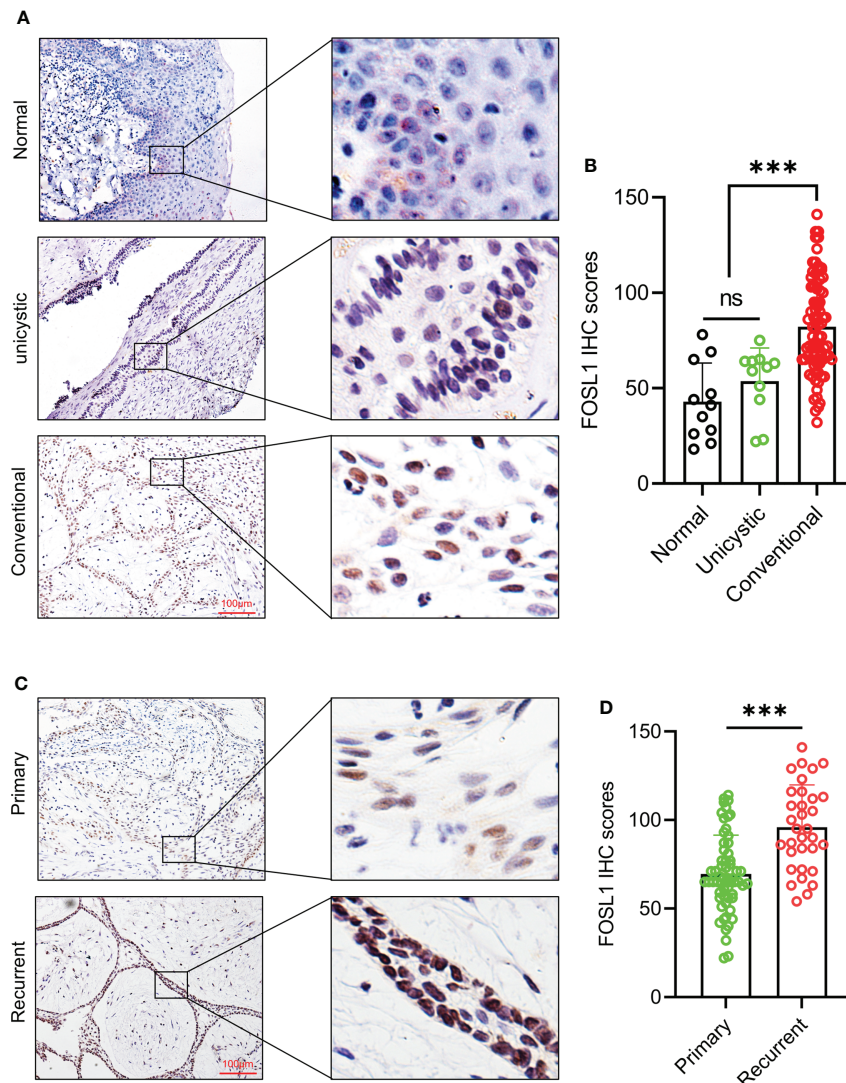 A
Normal
unicystic
Conventional
100μm
B
***
ns
FOSL1 IHC scores
150
100
50
0
Normal
Unicystic
Conventional
C
Primary
Recurrent
100μm
D
***
FOSL1 IHC scores
150
100
50
0
Primary
Recurrent